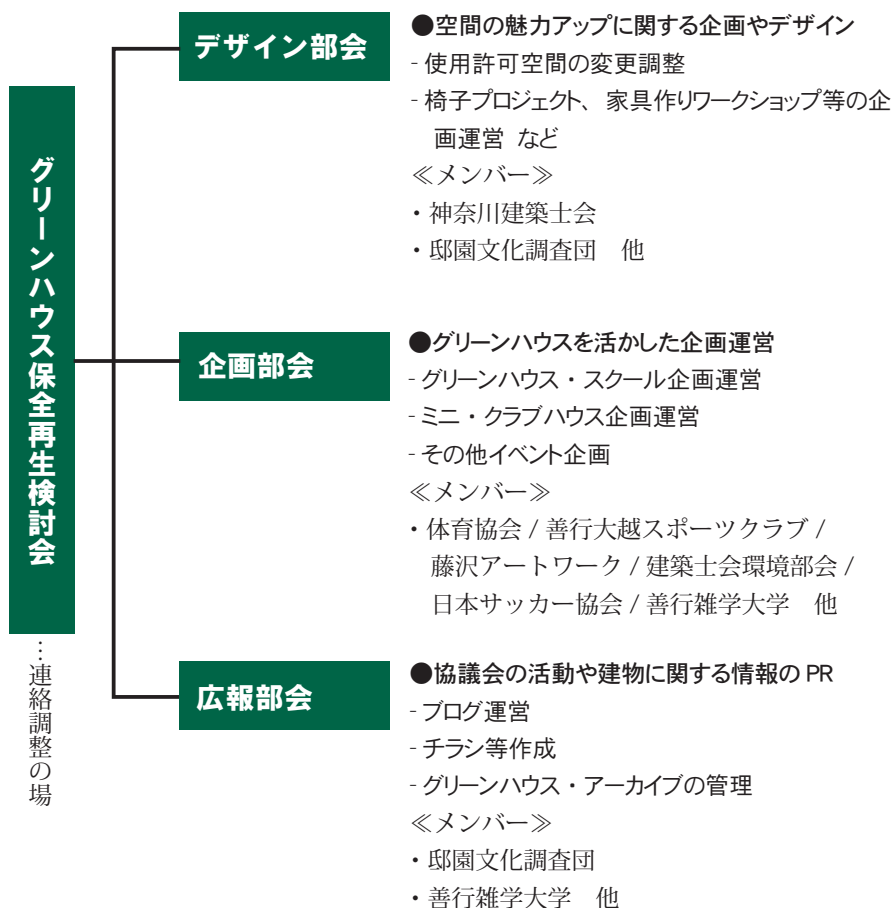 グリーンハウス保全再生検討会
…連絡調整の場
デザイン部会
●空間の魅力アップに関する企画やデザイン
- 使用許可空間の変更調整
- 椅子プロジェクト、家具作りワークショップ等の企
画運営 など
≪メンバー≫
・神奈川建築士会
・邸園文化調査団　他
企画部会
●グリーンハウスを活かした企画運営
- グリーンハウス・スクール企画運営
- ミニ・クラブハウス企画運営
- その他イベント企画
≪メンバー≫
・体育協会 / 善行大越スポーツクラブ /
藤沢アートワーク / 建築士会環境部会 /
日本サッカー協会 / 善行雑学大学　他
広報部会
●協議会の活動や建物に関する情報の PR
- ブログ運営
- チラシ等作成
- グリーンハウス・アーカイブの管理
≪メンバー≫
・邸園文化調査団
・善行雑学大学　他